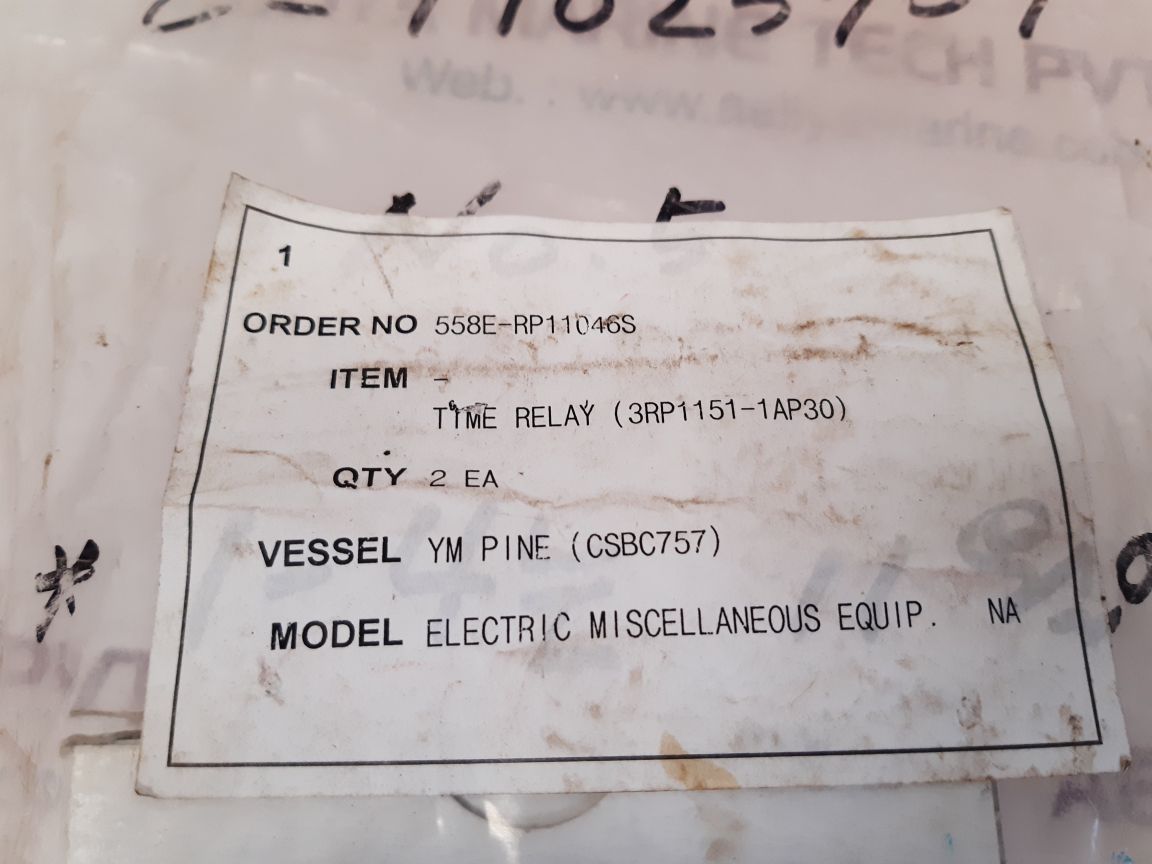 TECH PVT
Web. : www.
1
ORDER NO 558E-RP11046S
ITEM -
TIME RELAY (3RP1151-1AP30)
QTY 2 EA
VESSEL YM PINE (CSBC757)
MODEL ELECTRIC MISCELLANEOUS EQUIP. NA